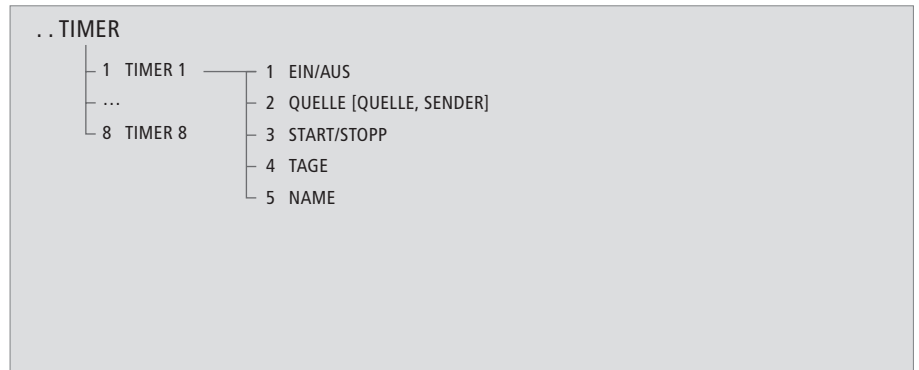 . . TIMER
1 TIMER 1
...
8 TIMER 8
1 EIN/AUS
2 QUELLE [QUELLE, SENDER]
3 START/STOPP
4 TAGE
5 NAME